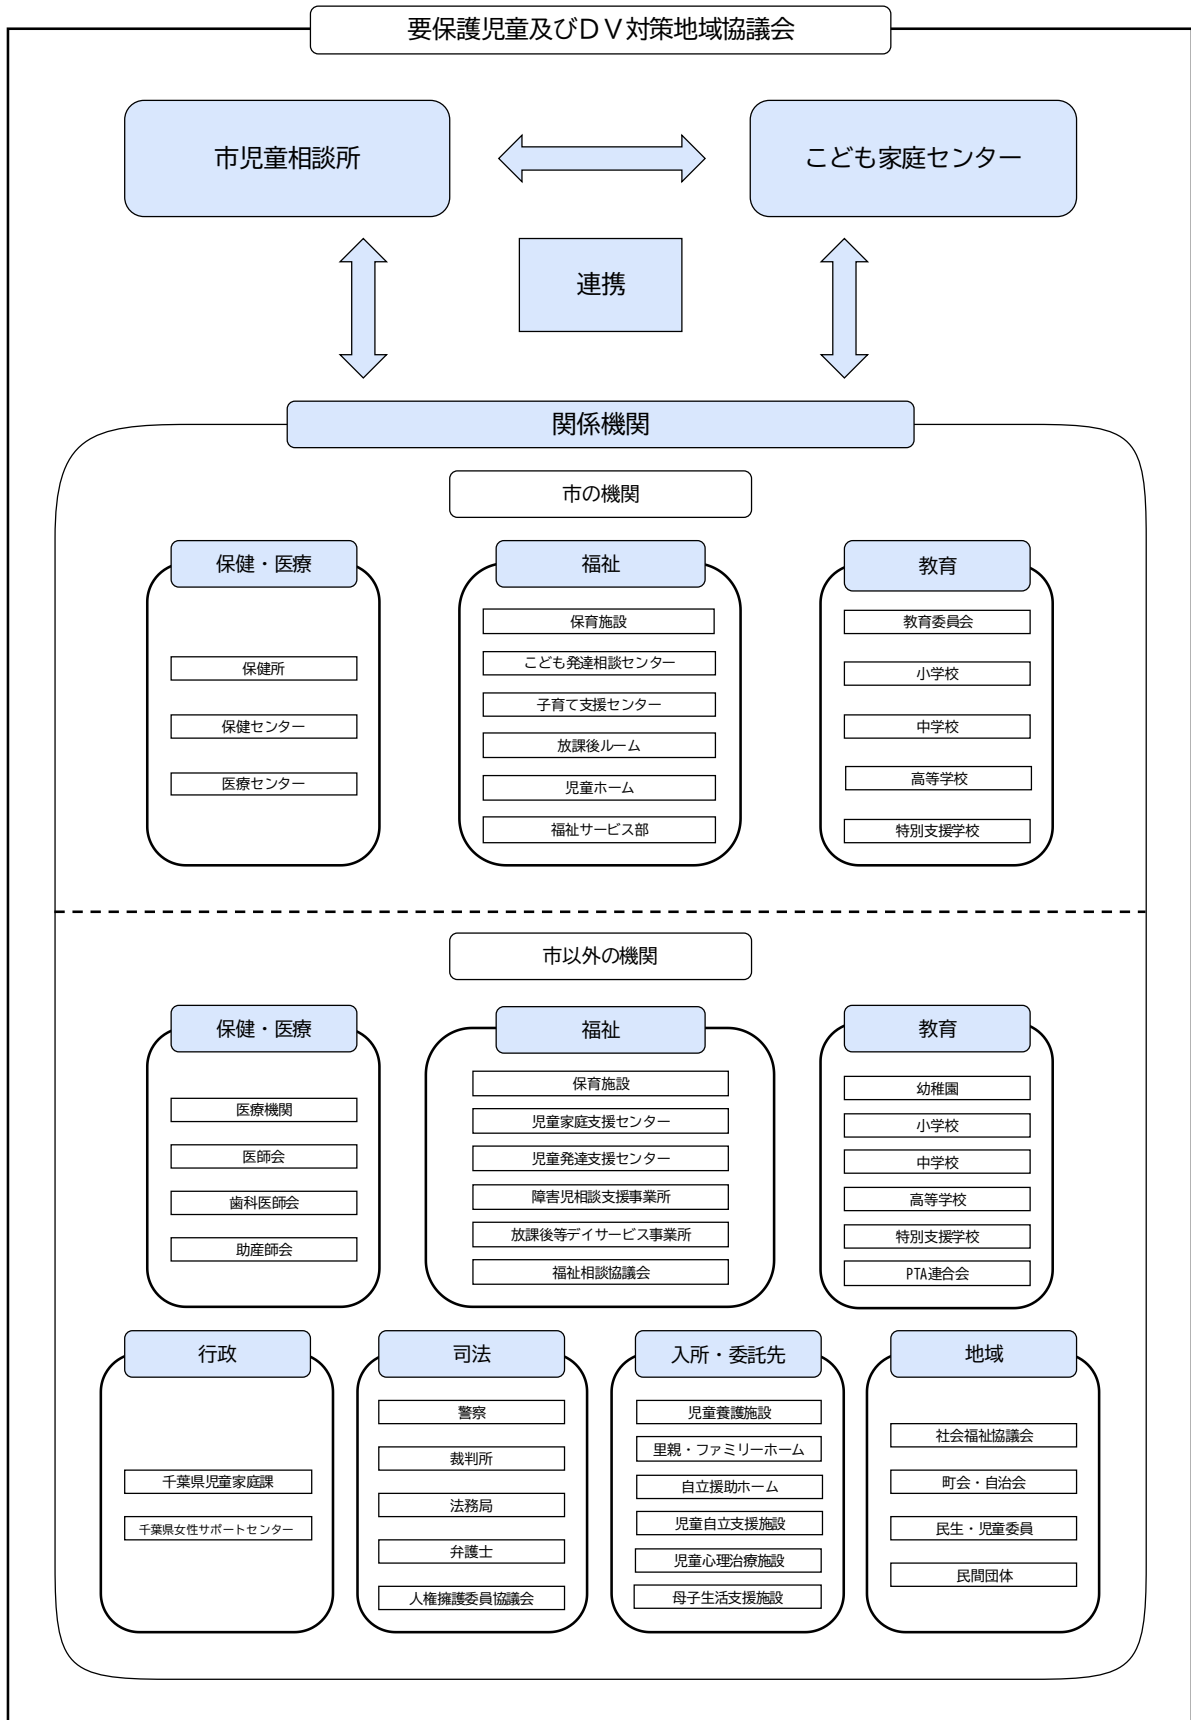 要保護児童及びＤＶ対策地域協議会
市児童相談所
こども家庭センター
連携
関係機関
市の機関
保健・医療
保健所
保健センター
医療センター
福祉
保育施設
こども発達相談センター
子育て支援センター
放課後ルーム
児童ホーム
福祉サービス部
教育
教育委員会
小学校
中学校
高等学校
特別支援学校
市以外の機関
保健・医療
医療機関
医師会
歯科医師会
助産師会
福祉
保育施設
児童家庭支援センター
児童発達支援センター
障害児相談支援事業所
放課後等デイサービス事業所
福祉相談協議会
教育
幼稚園
小学校
中学校
高等学校
特別支援学校
PTA連合会
行政
千葉県児童家庭課
千葉県女性サポートセンター
司法
警察
裁判所
法務局
弁護士
人権擁護委員協議会
入所・委託先
児童養護施設
里親・ファミリーホーム
自立援助ホーム
児童自立支援施設
児童心理治療施設
母子生活支援施設
地域
社会福祉協議会
町会・自治会
民生・児童委員
民間団体